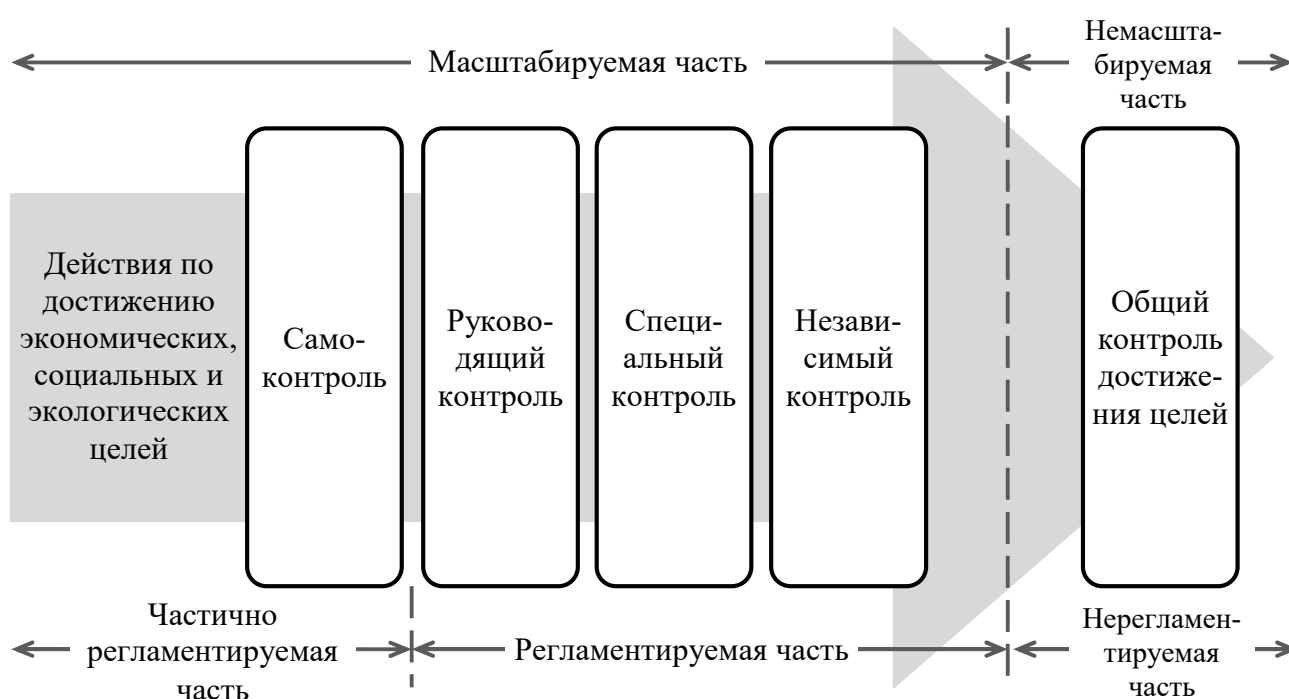 Масштабируемая часть
Немасшта-
бируемая
часть
Действия по
достижению
экономических,
социальных и
экологических
целей
Само-
контроль
Руково-
дящий
контроль
Специ-
альный
контроль
Незави-
симый
контроль
Общий
контроль
достиже-
ния целей
Частично
регламентируемая
часть
Регламентируемая часть
Нерегламен-
тируемая
часть